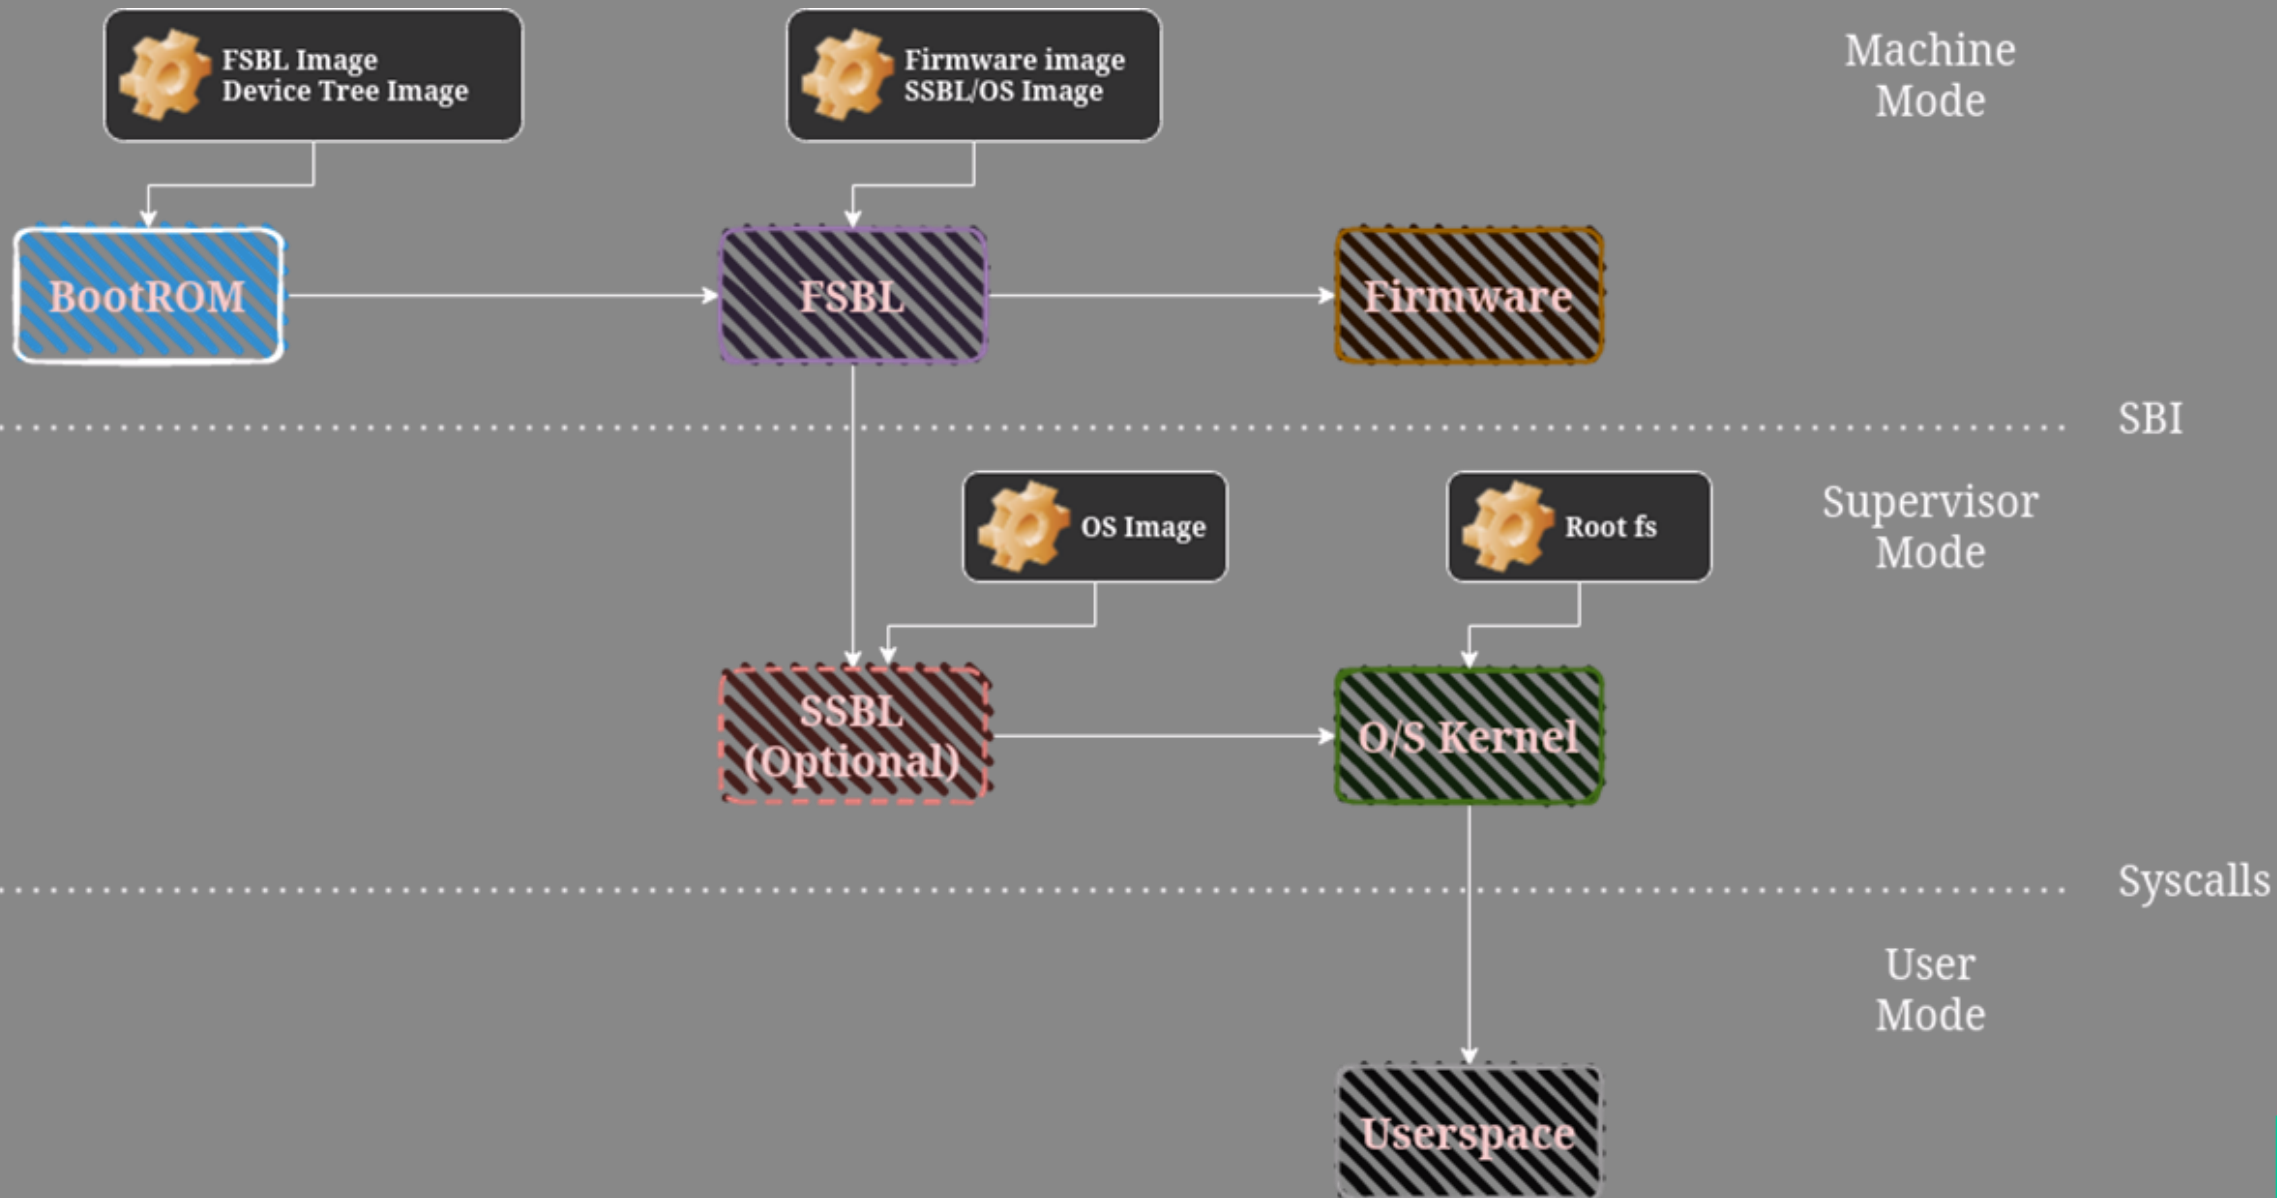 FSBL Image
Device Tree Image
Firmware image
SSBL/OS Image
Machine
Mode
BootROM
FSBL
Firmware
SBI
OS Image
Root fs
Supervisor
Mode
SSBL
(Optional)
O/S Kernel
Syscalls
User
Mode
Userspace